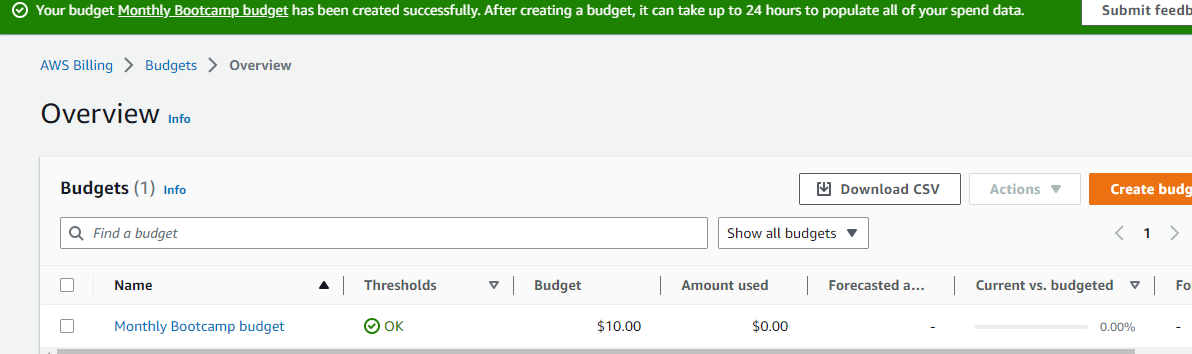 Your budget Monthly Bootcamp budget has been created successfully. After creating a budget, it can take up to 24 hours to populate all of your spend data. Submit feedb
AWS Billing > Budgets > Overview
Overview Info
Budgets (1) Info Download CSV Actions Create budg
Find a budget Show all budgets 1
Name Thresholds Budget Amount used Forecasted a... Current vs. budgeted Fo
Monthly Bootcamp budget OK $10.00 $0.00 - 0.00% -